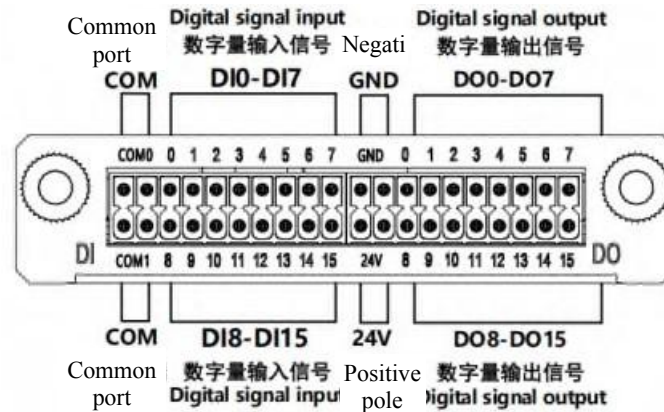 Common port
Digital signal input
数字量输入信号
Negati
Digital signal output
数字量输出信号
COM
DI0-DI7
GND
DO0-DO7
COM0 0 1 2 3 4 5 6 7 GND 0 1 2 3 4 5 6 7
DI
DO
COM1 8 9 10 11 12 13 14 15 24V 8 9 10 11 12 13 14 15
COM
DI8-DI15
24V
DO8-DO15
Common port
数字量输入信号
Digital signal input
Positive pole
数字量输出信号
Digital signal output